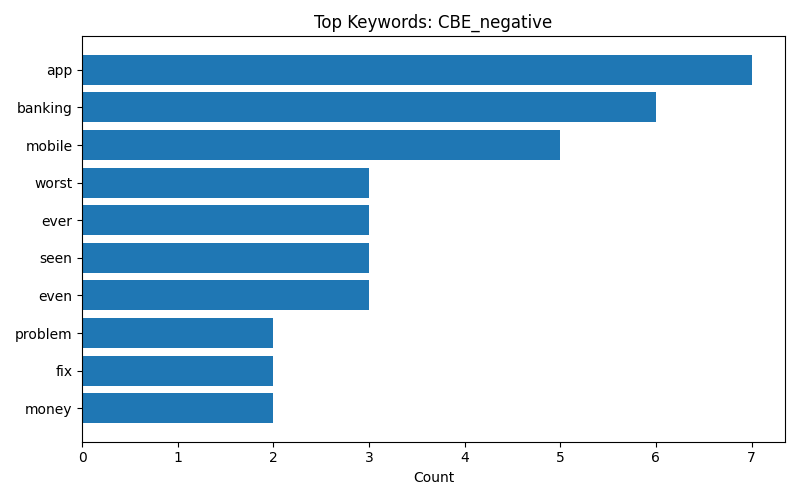 Top Keywords: CBE_negative
app
banking
mobile
worst
ever
seen
even
problem
fix
money
0 1 2 3 4 5 6 7
Count